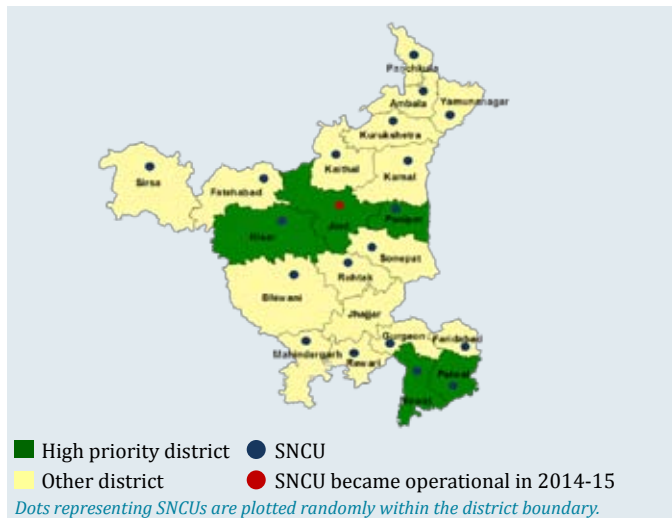 Panchkula
Ambala
Yamunanagar
Kurukshetra
Kaithal
Karnal
Sirsa
Fatehabad
Hisar
Jind
Panipat
Sonepat
Rohtak
Bhiwani
Jhajjar
Gurgaon
Faridabad
Mahindargarh
Rewari
Palwal
Mewat
High priority district
SNCU
Other district
SNCU became operational in 2014-15
Dots representing SNCUs are plotted randomly within the district boundary.